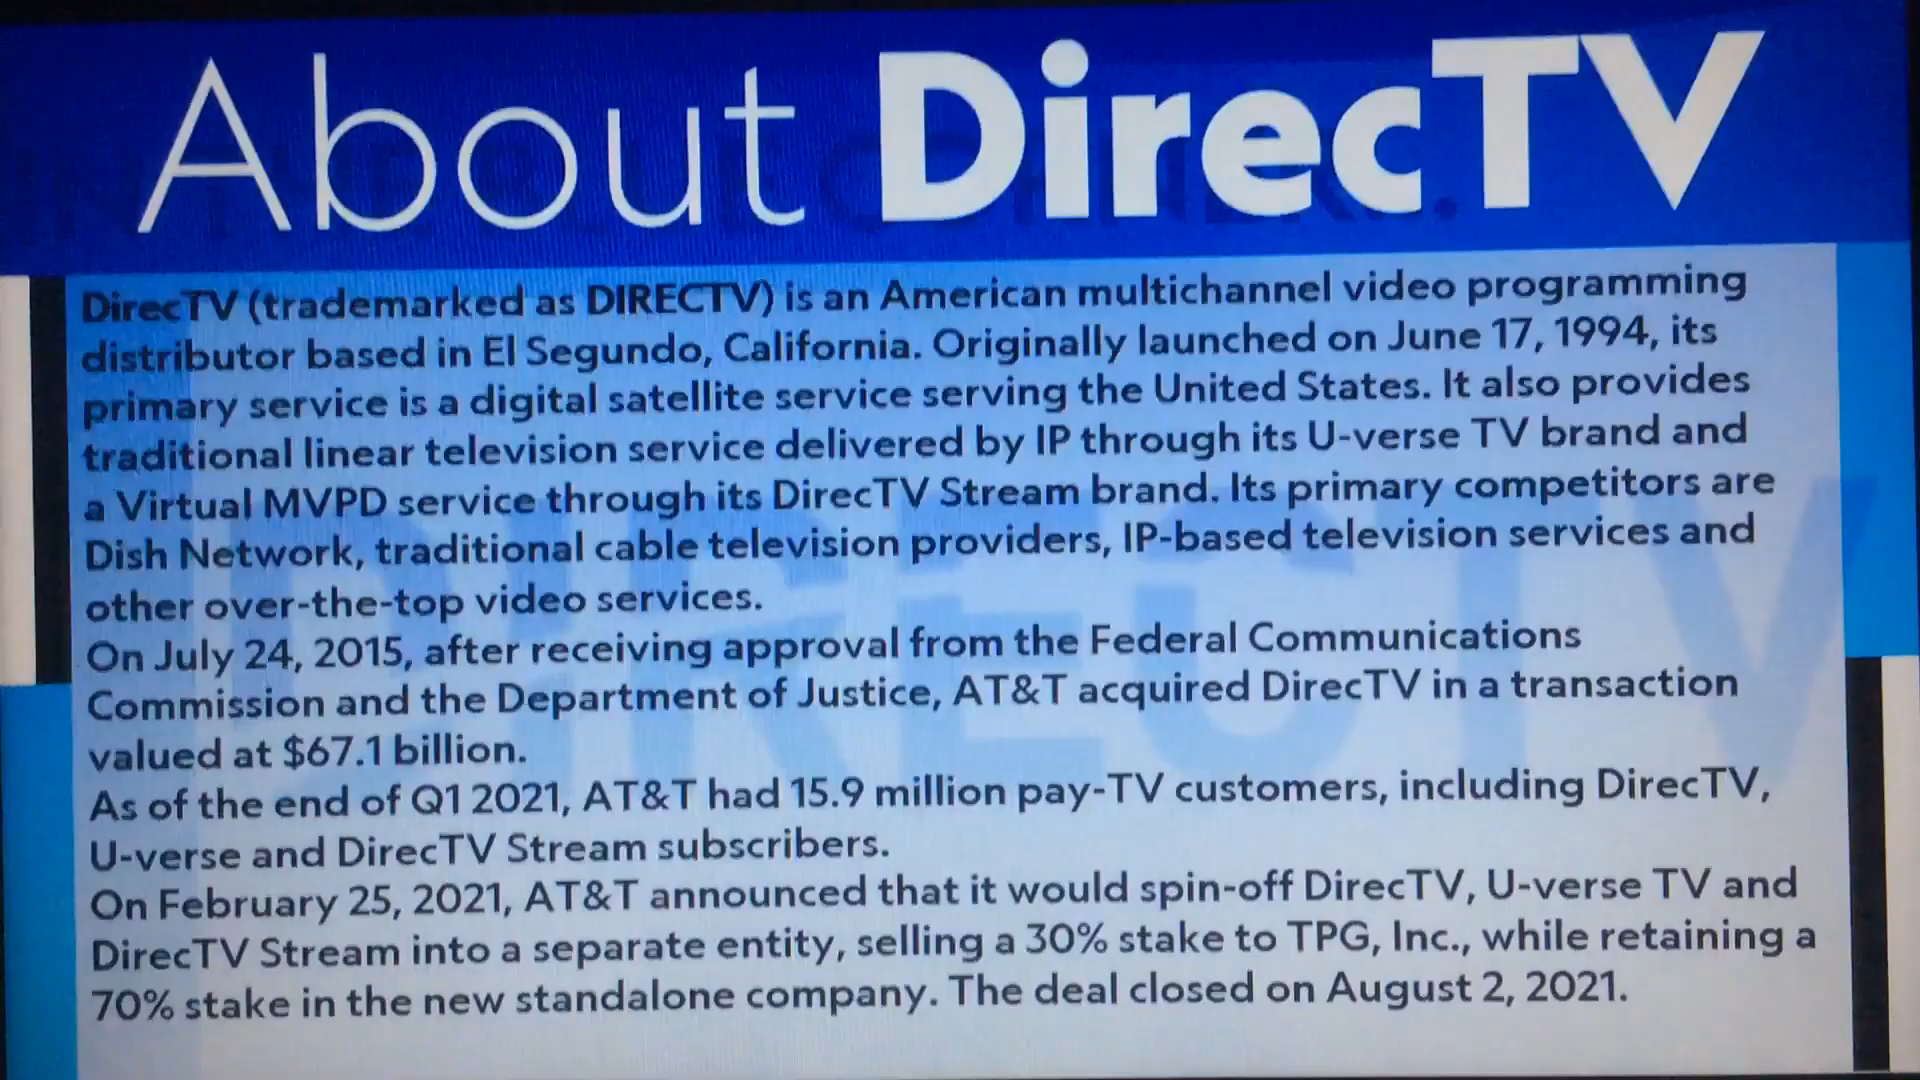 About DirecTV
DirecTV (trademarked as DIRECTV) is an American multichannel video programming
distributor based in El Segundo, California. Originally launched on June 17, 1994, its
primary service is a digital satellite service serving the United States. It also provides
traditional linear television service delivered by IP through its U-verse TV brand and
a Virtual MVPD service through its DirecTV Stream brand. Its primary competitors are
Dish Network, traditional cable television providers, IP-based television services and
other over-the-top video services.
On July 24, 2015, after receiving approval from the Federal Communications
Commission and the Department of Justice, AT&T acquired DirecTV in a transaction
valued at $67.1 billion.
As of the end of Q1 2021, AT&T had 15.9 million pay-TV customers, including DirecTV,
U-verse and DirecTV Stream subscribers.
On February 25, 2021, AT&T announced that it would spin-off DirecTV, U-verse TV and
DirecTV Stream into a separate entity, selling a 30% stake to TPG, Inc., while retaining a
70% stake in the new standalone company. The deal closed on August 2, 2021.
DIRECTV